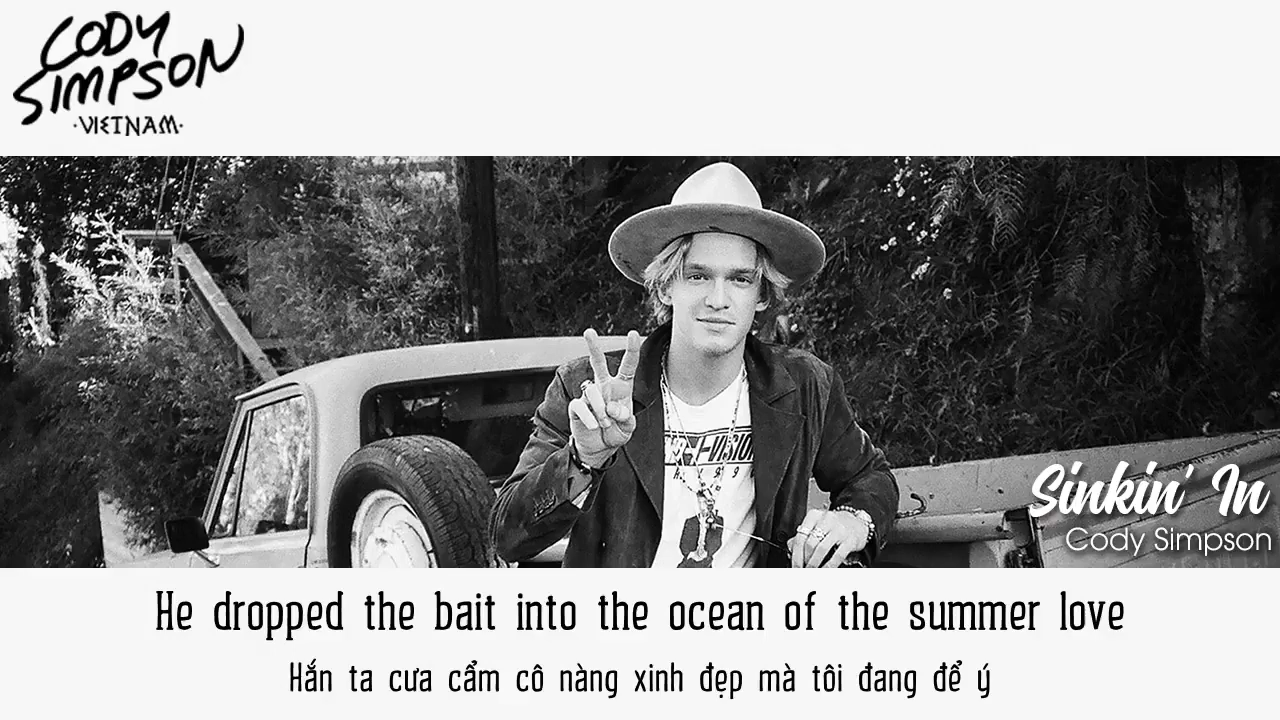 CODY
SIMPSON
·VIETNAM·
Sinkin' In
Cody Simpson
He dropped the bait into the ocean of the summer love
Hắn ta cưa cẩm cô nàng xinh đẹp mà tôi đang để ý